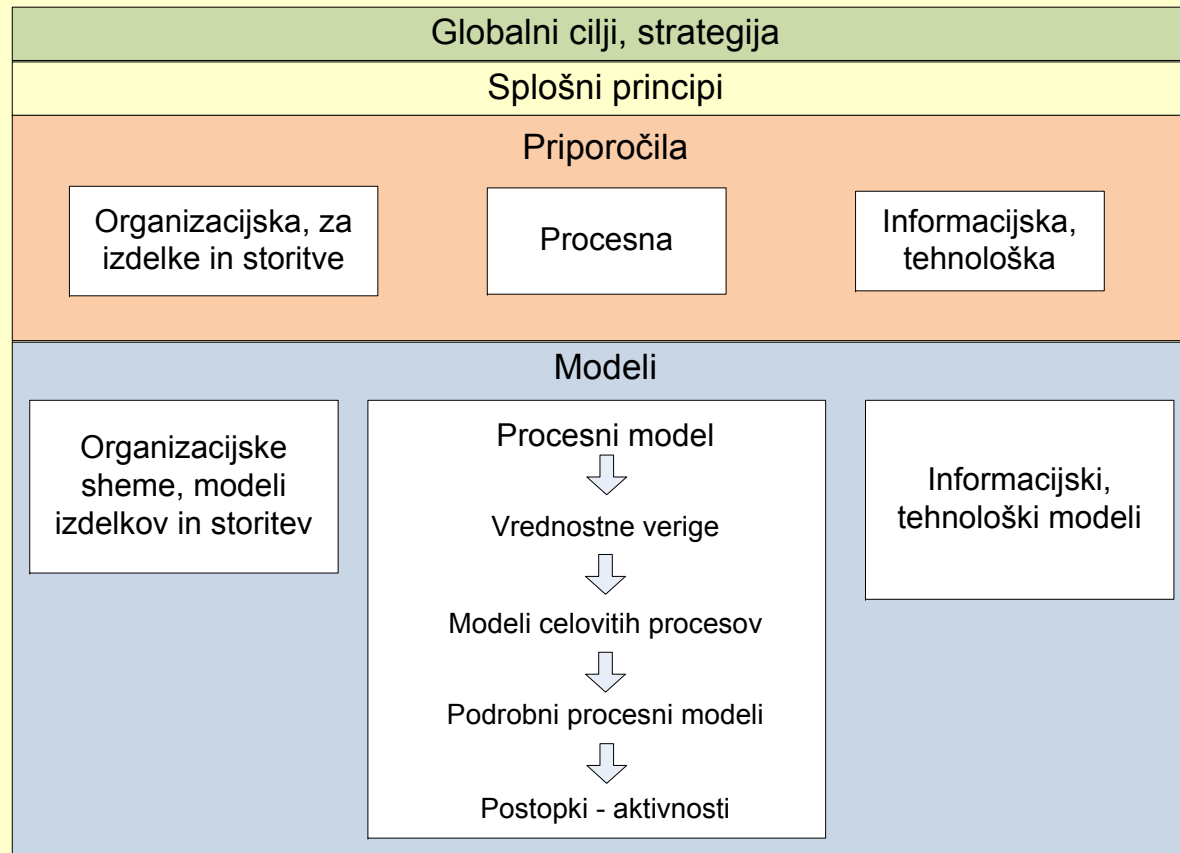 Globalni cilji, strategija
Splošni principi
Priporočila
Organizacijska, za
izdelke in storitve
Procesna
Informacijska,
tehnološka
Modeli
Organizacijske
sheme, modeli
izdelkov in storitev
Procesni model
Vrednostne verige
Modeli celovitih procesov
Podrobni procesni modeli
Postopki - aktivnosti
Informacijski,
tehnološki modeli